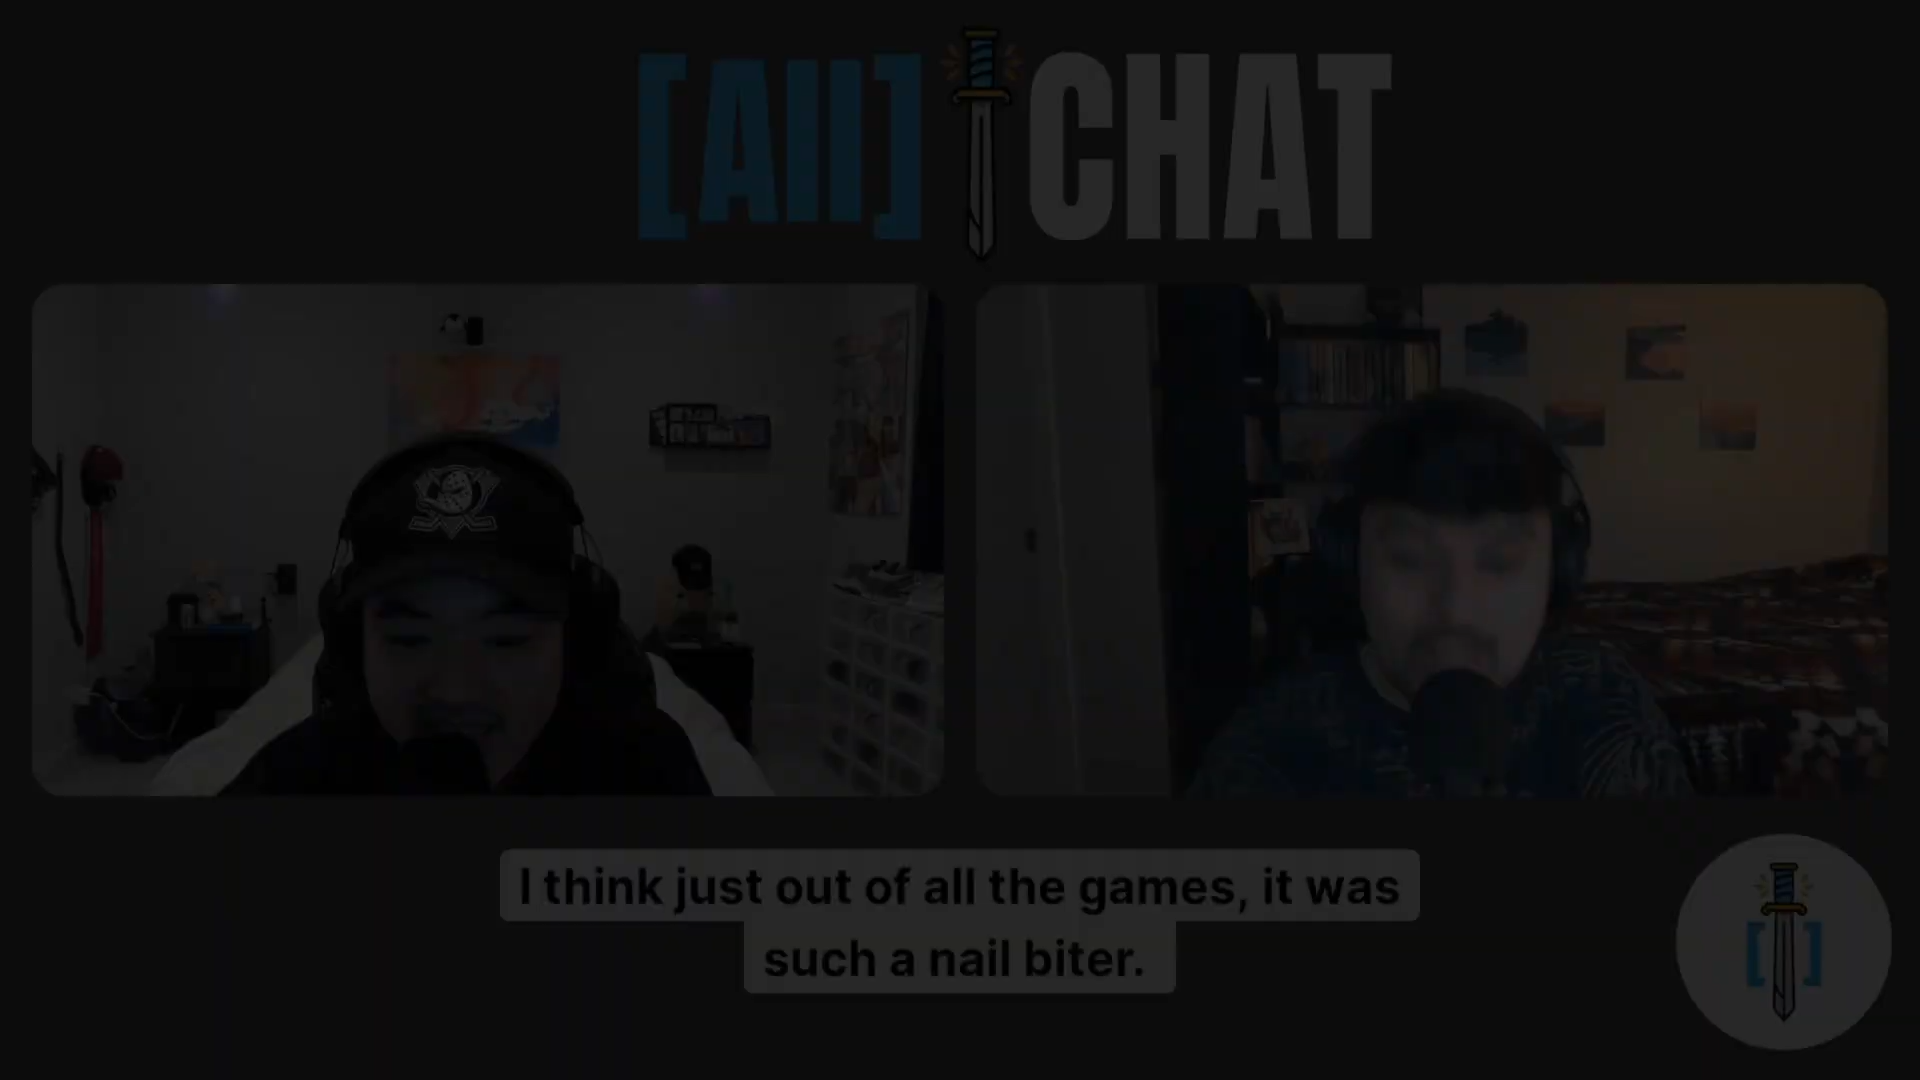 [All] CHAT
I think just out of all the games, it was
such a nail biter.
[ ]